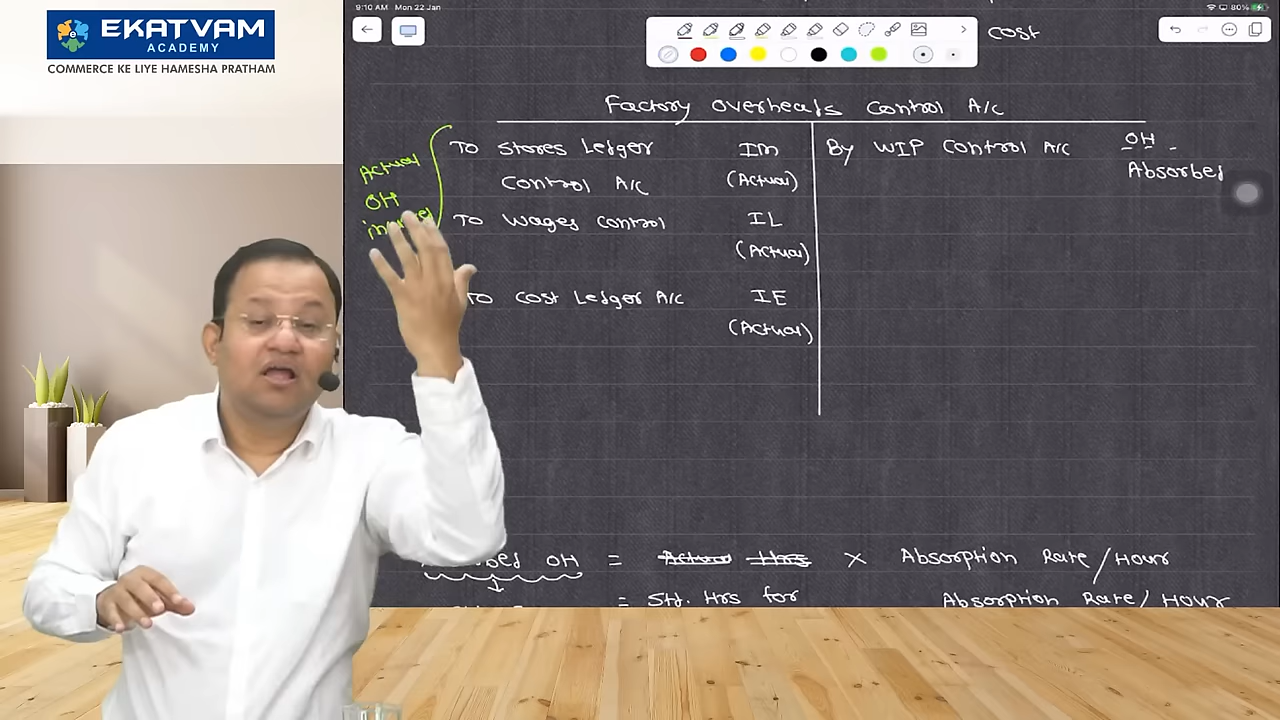 EKATVAM
ACADEMY
COMMERCE KE LIYE HAMESHA PRATHAM
9:10 AM Mon 22 Jan
80%
cost
Factory overheads control A/c
To Stores Ledger IM By WIP Control A/c OH
Control A/c (Actual) Absorbed
To Wages Control IL
(Actual)
To Cost Ledger A/c IE
(Actual)
Actual
OH
OH = Actual Hrs X Absorption Rate/Hour
= Std. Hrs for Absorption Rate/Hour